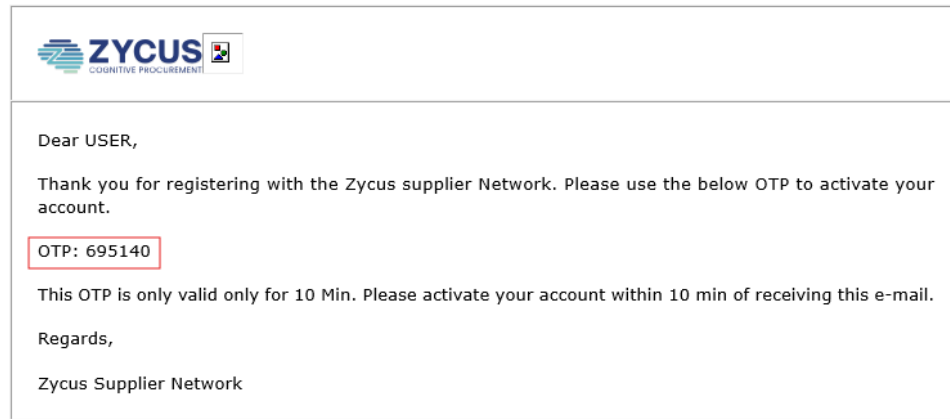 ZYCUS
COGNITIVE PROCUREMENT
Dear USER,
Thank you for registering with the Zycus supplier Network. Please use the below OTP to activate your
account.
OTP: 695140
This OTP is only valid only for 10 Min. Please activate your account within 10 min of receiving this e-mail.
Regards,
Zycus Supplier Network